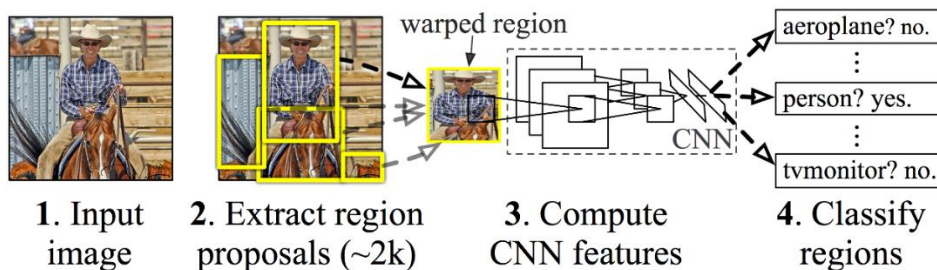 warped region
aeroplane? no.
person? yes.
tvmonitor? no.
CNN
1. Input
image
2. Extract region
proposals (~2k)
3. Compute
CNN features
4. Classify
regions